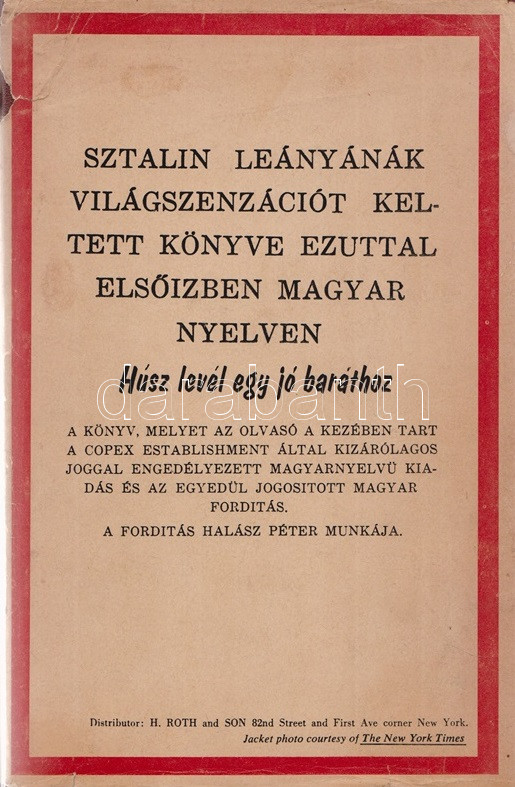 SZTALIN LEÁNYÁNÁK
VILÁGSZENZÁCIÓT KEL-
TETT KÖNYVE EZUTTAL
ELSŐIZBEN MAGYAR
NYELVEN
Húsz levél egy jó baráthoz
darabanth
A KÖNYV, MELYET AZ OLVASÓ A KEZÉBEN TART
A COPEX ESTABLISHMENT ÁLTAL KIZÁRÓLAGOS
JOGGAL ENGEDÉLYEZETT MAGYARNYELVÜ KIA-
DÁS ÉS AZ EGYEDÜL JOGOSITOTT MAGYAR
FORDITÁS.
A FORDITÁS HALÁSZ PÉTER MUNKÁJA.
Distributor: H. ROTH and SON 82nd Street and First Ave corner New York.
Jacket photo courtesy of The New York Times